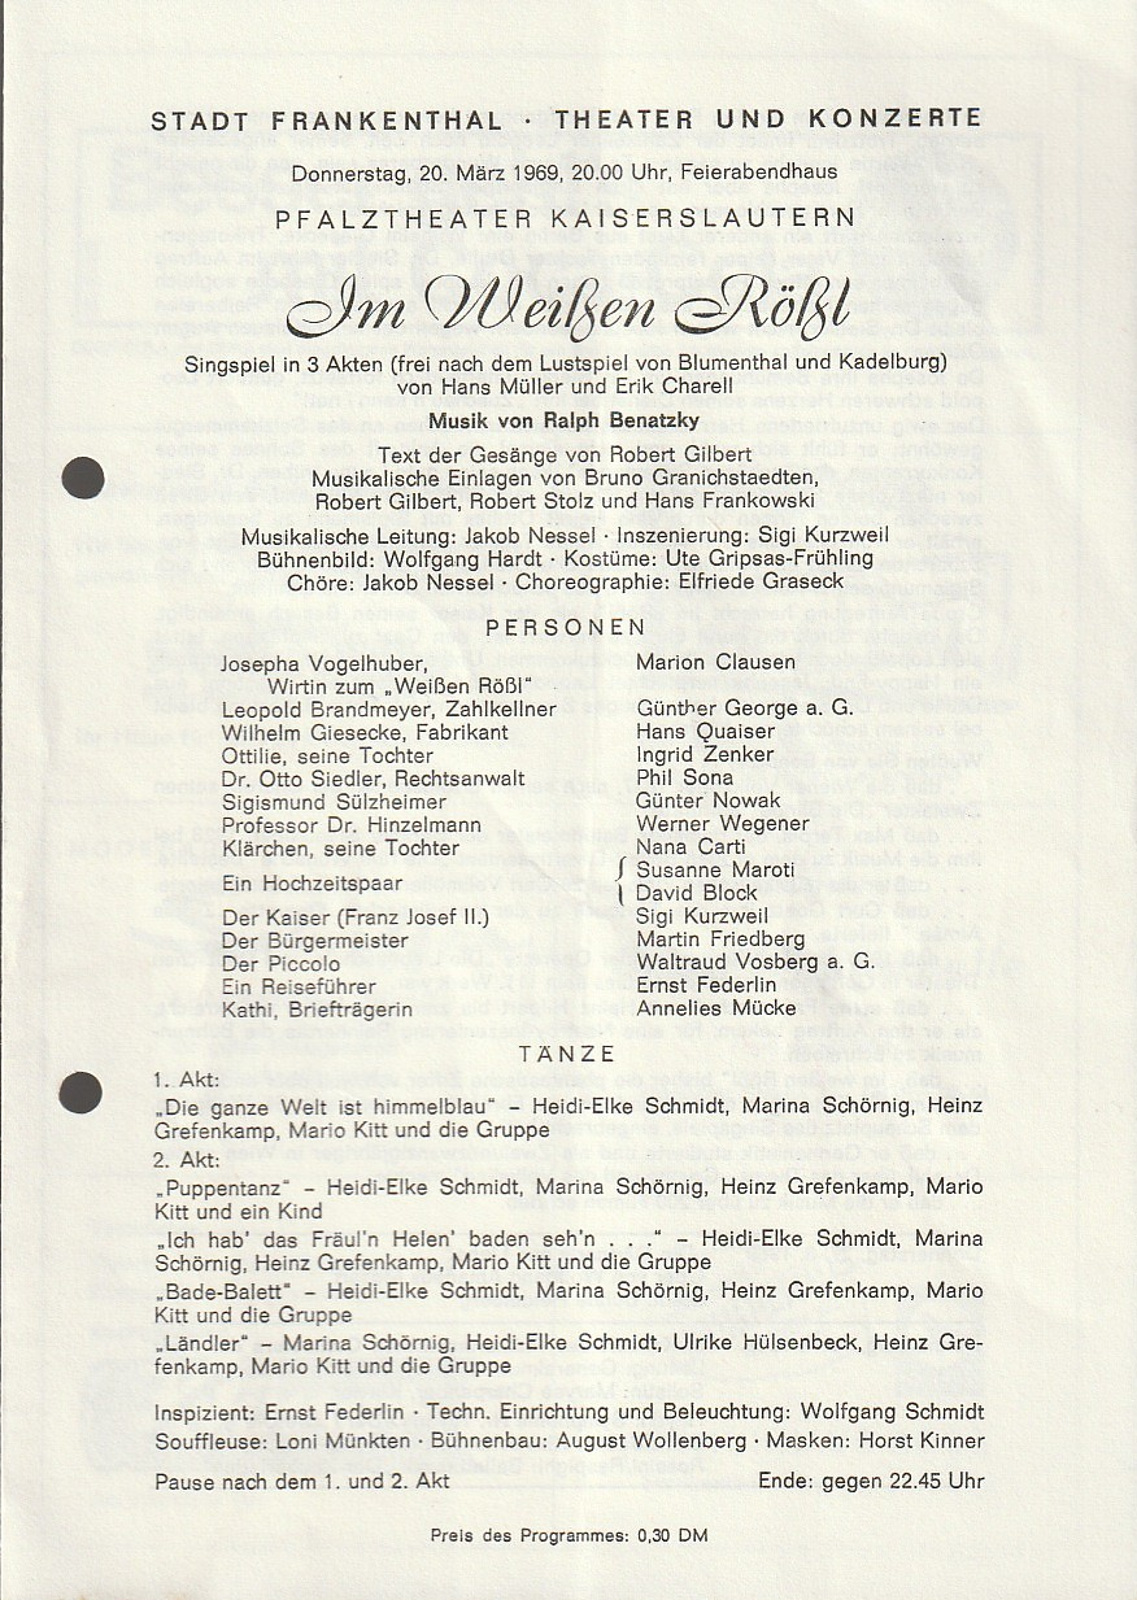 STADT FRANKENTHAL · THEATER UND KONZERTE
Donnerstag, 20. März 1969, 20.00 Uhr, Feierabendhaus
PFALZTHEATER KAISERSLAUTERN
Im Weißen Rößl
Singspiel in 3 Akten (frei nach dem Lustspiel von Blumenthal und Kadelburg)
von Hans Müller und Erik Charell
Musik von Ralph Benatzky
Text der Gesänge von Robert Gilbert
Musikalische Einlagen von Bruno Granichstaedten,
Robert Gilbert, Robert Stolz und Hans Frankowski
Musikalische Leitung: Jakob Nessel · Inszenierung: Sigi Kurzweil
Bühnenbild: Wolfgang Hardt · Kostüme: Ute Gripsas-Frühling
Chöre: Jakob Nessel · Choreographie: Elfriede Graseck
PERSONEN
Josepha Vogelhuber, Marion Clausen
Wirtin zum „Weißen Rößl“
Leopold Brandmeyer, Zahlkellner Günther George a. G.
Wilhelm Giesecke, Fabrikant Hans Quaiser
Ottilie, seine Tochter Ingrid Zenker
Dr. Otto Siedler, Rechtsanwalt Phil Sona
Sigismund Sülzheimer Günter Nowak
Professor Dr. Hinzelmann Werner Wegener
Klärchen, seine Tochter Nana Carti
Ein Hochzeitspaar { Susanne Maroti
David Block
Der Kaiser (Franz Josef II.) Sigi Kurzweil
Der Bürgermeister Martin Friedberg
Der Piccolo Waltraud Vosberg a. G.
Ein Reiseführer Ernst Federlin
Kathi, Briefträgerin Annelies Mücke
TÄNZE
1. Akt:
„Die ganze Welt ist himmelblau“ – Heidi-Elke Schmidt, Marina Schörnig, Heinz
Grefenkamp, Mario Kitt und die Gruppe
2. Akt:
„Puppentanz“ – Heidi-Elke Schmidt, Marina Schörnig, Heinz Grefenkamp, Mario
Kitt und ein Kind
„Ich hab' das Fräul'n Helen' baden seh'n . . .“ – Heidi-Elke Schmidt, Marina
Schörnig, Heinz Grefenkamp, Mario Kitt und die Gruppe
„Bade-Balett“ – Heidi-Elke Schmidt, Marina Schörnig, Heinz Grefenkamp, Mario
Kitt und die Gruppe
„Ländler“ – Marina Schörnig, Heidi-Elke Schmidt, Ulrike Hülsenbeck, Heinz Gre-
fenkamp, Mario Kitt und die Gruppe
Inspizient: Ernst Federlin · Techn. Einrichtung und Beleuchtung: Wolfgang Schmidt
Souffleuse: Loni Münkten · Bühnenbau: August Wollenberg · Masken: Horst Kinner
Pause nach dem 1. und 2. Akt Ende: gegen 22.45 Uhr
Preis des Programmes: 0,30 DM